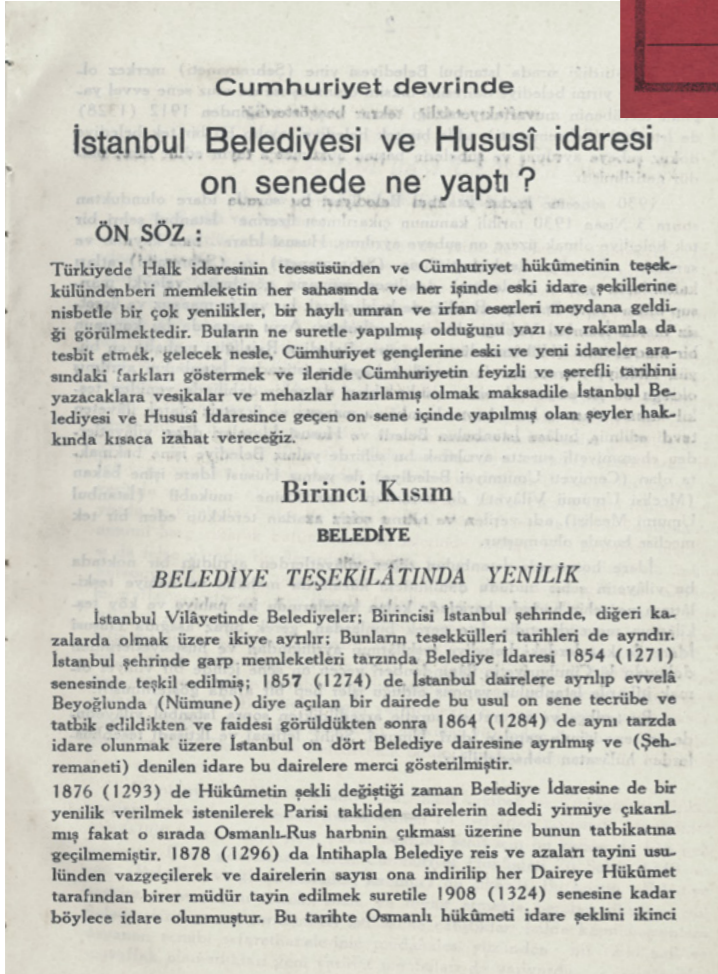 Cumhuriyet devrinde
İstanbul Belediyesi ve Hususî idaresi
on senede ne yaptı?
ÖN SÖZ :
Türkiyede Halk idaresinin teessüsünden ve Cümhuriyet hükûmetinin teşek-
külündenberi memleketin her sahasında ve her işinde eski idare şekillerine
nisbetle bir çok yenilikler, bir haylı umran ve irfan eserleri meydana geldi-
ği görülmektedir. Buların ne suretle yapılmış olduğunu yazı ve rakamla da
tesbit etmek, gelecek nesle, Cümhuriyet gençlerine eski ve yeni idareler ara-
sındaki farkları göstermek ve ileride Cümhuriyetin feyizli ve şerefli tarihini
yazacaklara vesikalar ve mehazlar hazırlamış olmak maksadile İstanbul Be-
lediyesi ve Hususî İdaresince geçen on sene içinde yapılmış olan şeyler hak-
kında kısaca izahat vereceğiz.
Birinci Kısım
BELEDİYE
BELEDİYE TEŞEKİLÂTINDA YENİLİK
İstanbul Vilâyetinde Belediyeler; Birincisi İstanbul şehrinde, diğeri ka-
zalarda olmak üzere ikiye ayrılır; Bunların teşekkülleri tarihleri de ayrıdır.
İstanbul şehrinde garp memleketleri tarzında Belediye İdaresi 1854 (1271)
senesinde teşkil edilmiş; 1857 (1274) de İstanbul dairelere ayrılıp evvelâ
Beyoğlunda (Nümune) diye açılan bir dairede bu usul on sene tecrübe ve
tatbik edildikten ve faidesi görüldükten sonra 1864 (1284) de aynı tarzda
idare olunmak üzere İstanbul on dört Belediye dairesine ayrılmış ve (Şeh-
remaneti) denilen idare bu dairelere merci gösterilmiştir.
1876 (1293) de Hükûmetin şekli değiştiği zaman Belediye İdaresine de bir
yenilik verilmek istenilerek Parisi takliden dairelerin adedi yirmiye çıkarıl-
mış fakat o sırada Osmanlı-Rus harbnin çıkması üzerine bunun tatbikatına
geçilmemiştir. 1878 (1296) da İntihapla Belediye reis ve azaları tayini usu-
lünden vazgeçilerek ve dairelerin sayısı ona indirilip her Daireye Hükûmet
tarafından birer müdür tayin edilmek suretile 1908 (1324) senesine kadar
böylece idare olunmuştur. Bu tarihte Osmanlı hükûmeti idare şeklini ikinci